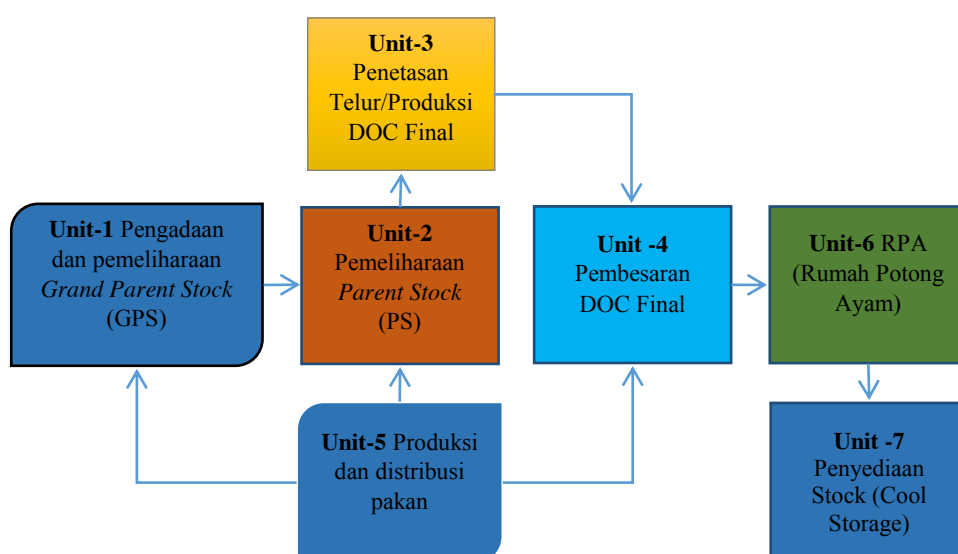 Unit-3
Penetasan
Telur/Produksi
DOC Final
Unit-1 Pengadaan
dan pemeliharaan
Grand Parent Stock
(GPS)
Unit-2
Pemeliharaan
Parent Stock
(PS)
Unit -4
Pembesaran
DOC Final
Unit-6 RPA
(Rumah Potong
Ayam)
Unit-5 Produksi
dan distribusi
pakan
Unit -7
Penyediaan
Stock (Cool
Storage)